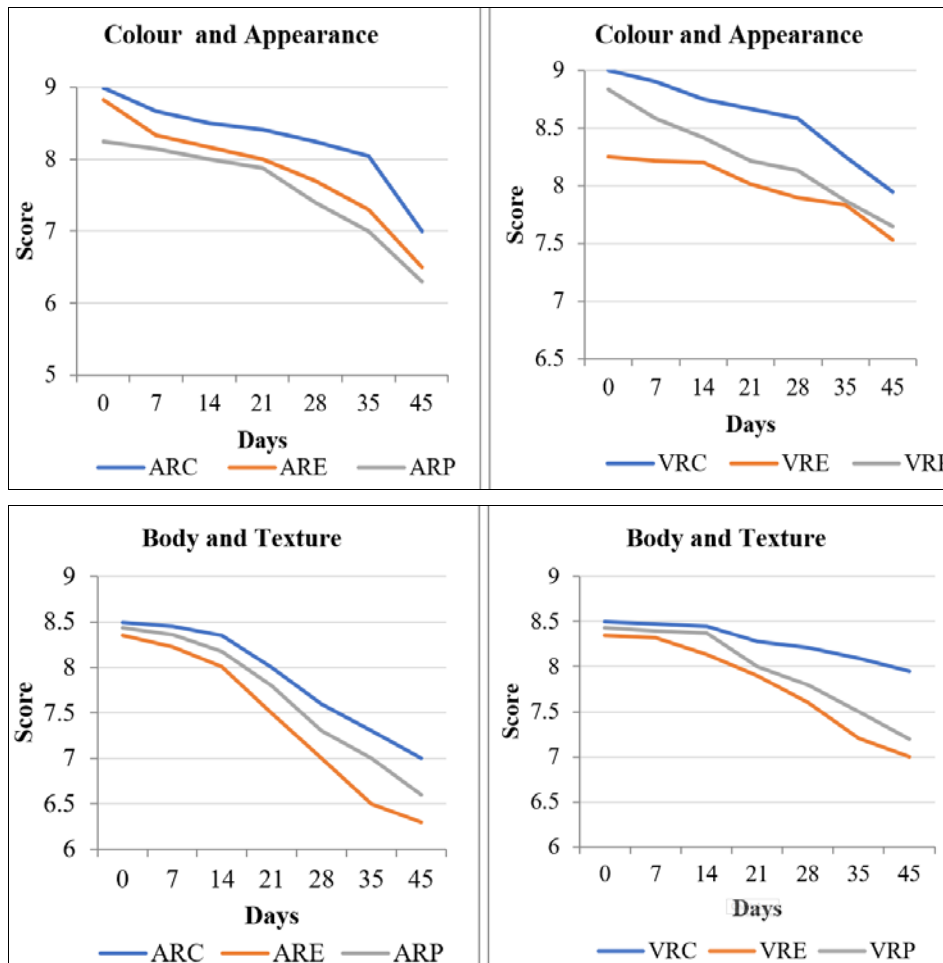 Colour and Appearance
Score
9
8
7
6
5
0 7 14 21 28 35 45
Days
ARC ARE ARP
Colour and Appearance
Score
9
8.5
8
7.5
7
6.5
0 7 14 21 28 35 45
Days
VRC VRE
Body and Texture
Score
9
8.5
8
7.5
7
6.5
6
0 7 14 21 28 35 45
Days
ARC ARE ARP
Body and Texture
Score
9
8.5
8
7.5
7
6.5
6
0 7 14 21 28 35 45
Days
VRC VRE VRP